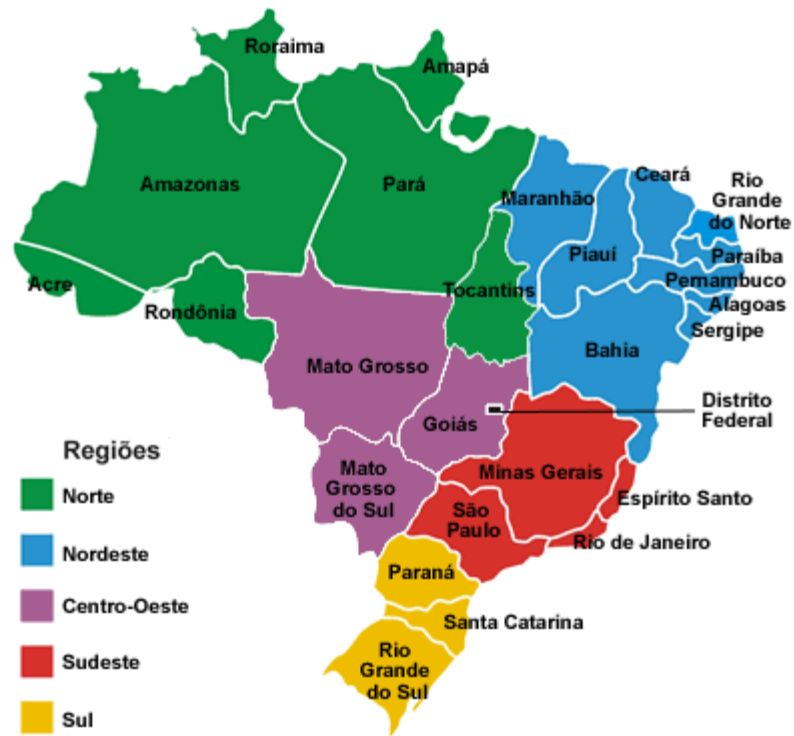 Roraima
Amapá
Amazonas
Pará
Maranhão
Ceará
Rio
Grande
do Norte
Piauí
Paraíba
Pernambuco
Alagoas
Sergipe
Acre
Rondônia
Tocantins
Bahia
Mato Grosso
Distrito
Federal
Goiás
Mato
Grosso
do Sul
Minas Gerais
Espírito Santo
São
Paulo
Rio de Janeiro
Paraná
Santa Catarina
Rio
Grande
do Sul
Regiões
Norte
Nordeste
Centro-Oeste
Sudeste
Sul